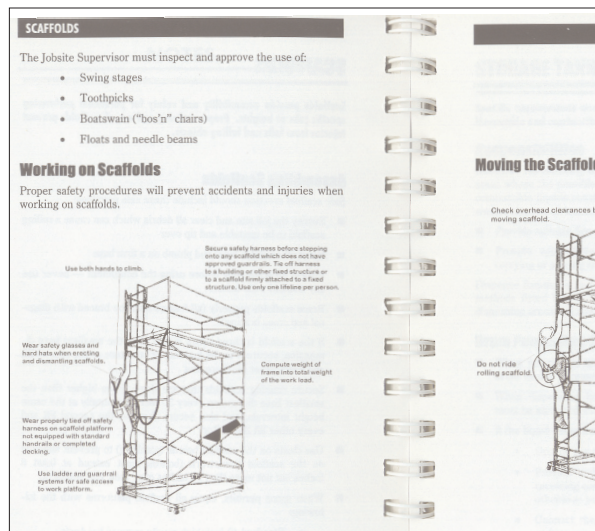 SCAFFOLDS
The Jobsite Supervisor must inspect and approve the use of:
• Swing stages
• Toothpicks
• Boatswain ("bos'n" chairs)
• Floats and needle beams
Working on Scaffolds
Proper safety procedures will prevent accidents and injuries when
working on scaffolds.
Use both hands to climb.
Secure safety harness before stepping
onto any scaffold which does not have
approved guardrails. Tie off harness
to a building or other fixed structure or
to a scaffold firmly attached to a fixed
structure. Use only one lifeline per person.
Wear safety glasses and
hard hats when erecting
and dismantling scaffolds.
Compute weight of
frame into total weight
of the work load.
Wear properly tied off safety
harness on scaffold platform
not equipped with standard
handrails or completed
decking.
Use ladder and guardrail
systems for safe access
to work platform.
Moving the Scaffold
Check overhead clearances
moving scaffold.
Do not ride
rolling scaffold.